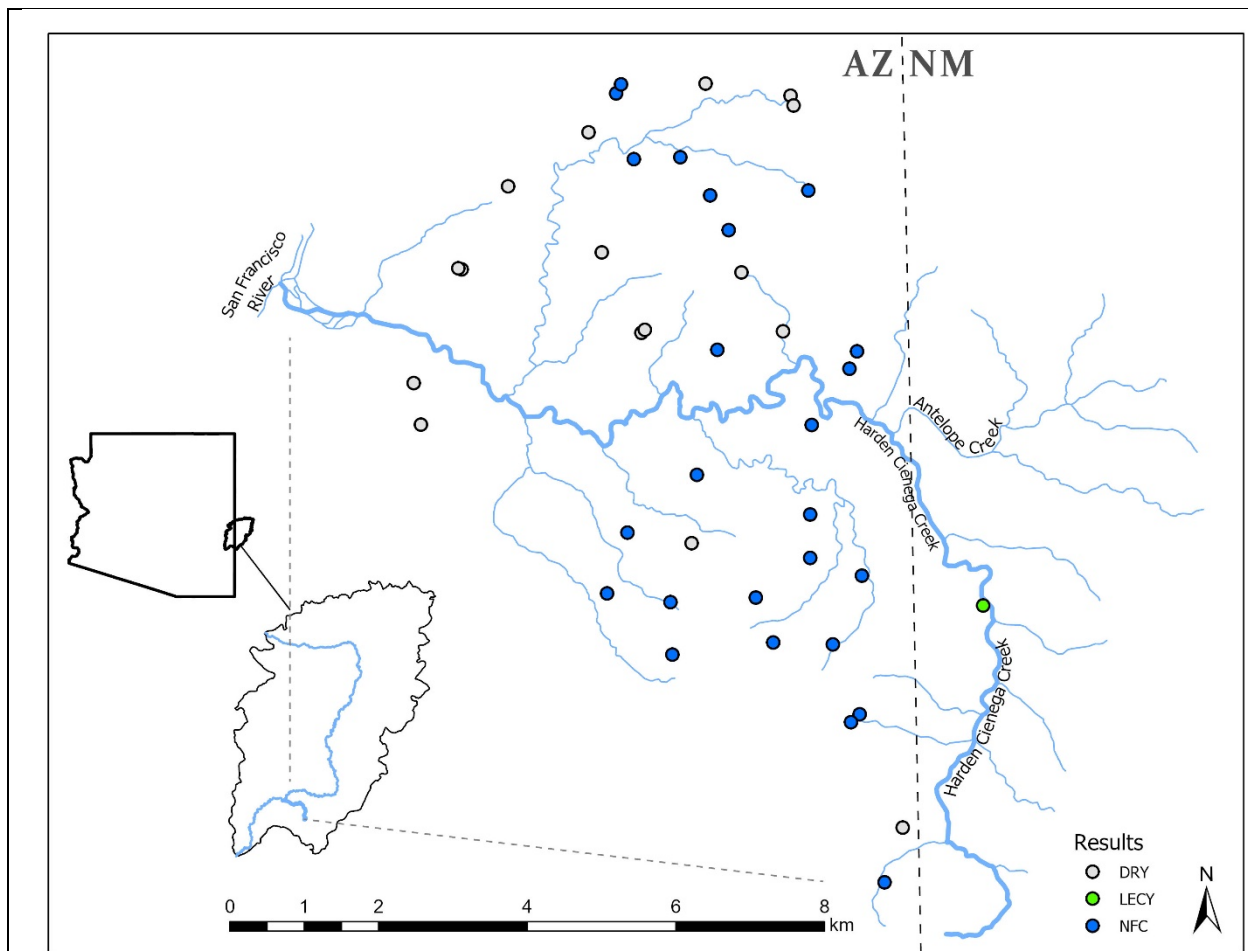 AZ NM
San Francisco
River
Antelope Creek
Harden Cienega Creek
Harden Cienega Creek
Results
DRY
LECY
NFC
N
0 1 2 4 6 8
km